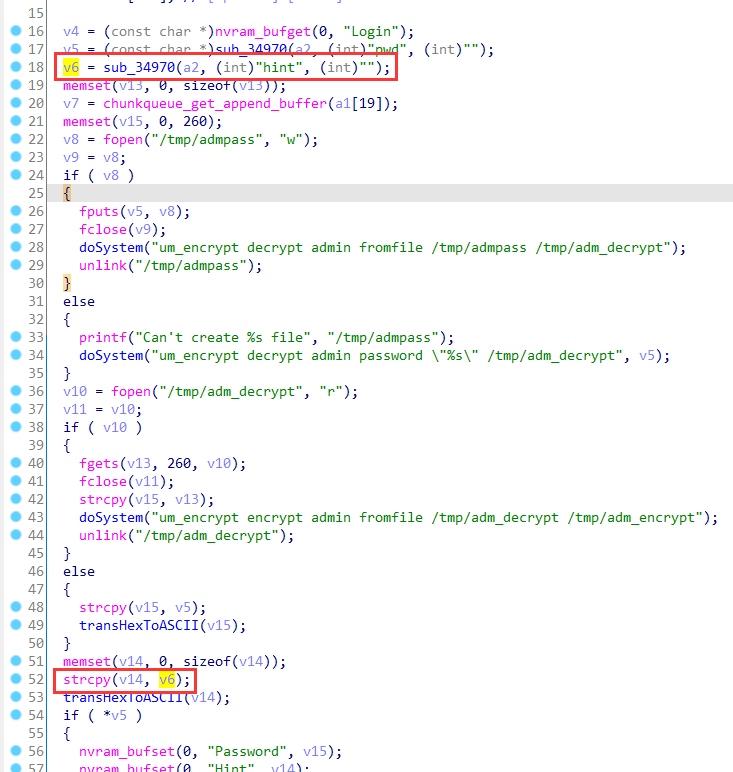 15
16 v4 = (const char *)nvram_bufget(0, "Login");
17 v5 = (const char *)sub_34970(a2, (int)"pwd", (int)"");
18 v6 = sub_34970(a2, (int)"hint", (int)"");
19 memset(v13, 0, sizeof(v13));
20 v7 = chunkqueue_get_append_buffer(a1[19]);
21 memset(v15, 0, 260);
22 v8 = fopen("/tmp/admpass", "w");
23 v9 = v8;
24 if ( v8 )
25 {
26 fputs(v5, v8);
27 fclose(v9);
28 doSystem("um_encrypt decrypt admin fromfile /tmp/admpass /tmp/adm_decrypt");
29 unlink("/tmp/admpass");
30 }
31 else
32 {
33 printf("Can't create %s file", "/tmp/admpass");
34 doSystem("um_encrypt decrypt admin password \"%s\" /tmp/adm_decrypt", v5);
35 }
36 v10 = fopen("/tmp/adm_decrypt", "r");
37 v11 = v10;
38 if ( v10 )
39 {
40 fgets(v13, 260, v10);
41 fclose(v11);
42 strcpy(v15, v13);
43 doSystem("um_encrypt encrypt admin fromfile /tmp/adm_decrypt /tmp/adm_encrypt");
44 unlink("/tmp/adm_decrypt");
45 }
46 else
47 {
48 strcpy(v15, v5);
49 transHexToASCII(v15);
50 }
51 memset(v14, 0, sizeof(v14));
52 strcpy(v14, v6);
53 transHexToASCII(v14);
54 if ( *v5 )
55 {
56 nvram_bufset(0, "Password", v15);
57 nvram_bufset(0, "Hint", v14);